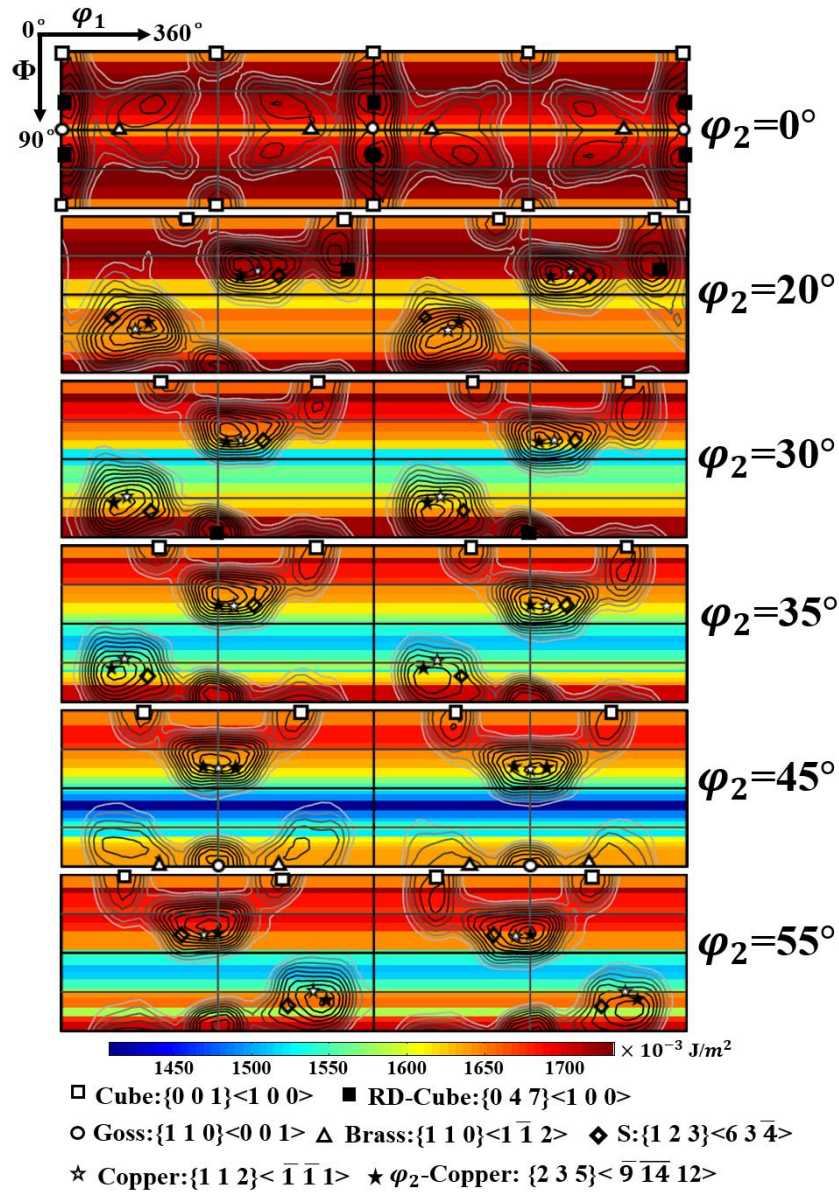 φ₁
0° 360°
Φ
90°
φ₂=0°
φ₂=20°
φ₂=30°
φ₂=35°
φ₂=45°
φ₂=55°
1450 1500 1550 1600 1650 1700 × 10⁻³ J/m²
□ Cube:{0 0 1}<1 0 0> ■ RD-Cube:{0 4 7}<1 0 0>
○ Goss:{1 1 0}<0 0 1> △ Brass:{1 1 0}<1 1̅ 2> ◇ S:{1 2 3}<6 3 4̅>
☆ Copper:{1 1 2}< 1̅ 1̅ 1> ★ φ₂-Copper: {2 3 5}< 9̅ 1̅4̅ 12>